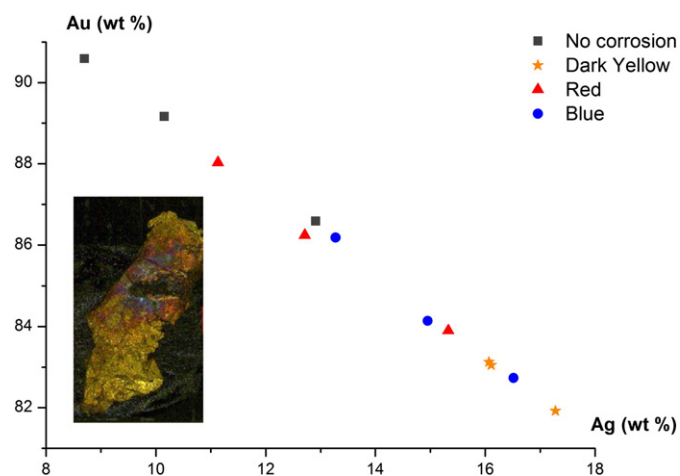 Au (wt %)
No corrosion
Dark Yellow
Red
Blue
90
88
86
84
82
Ag (wt %)
8
10
12
14
16
18